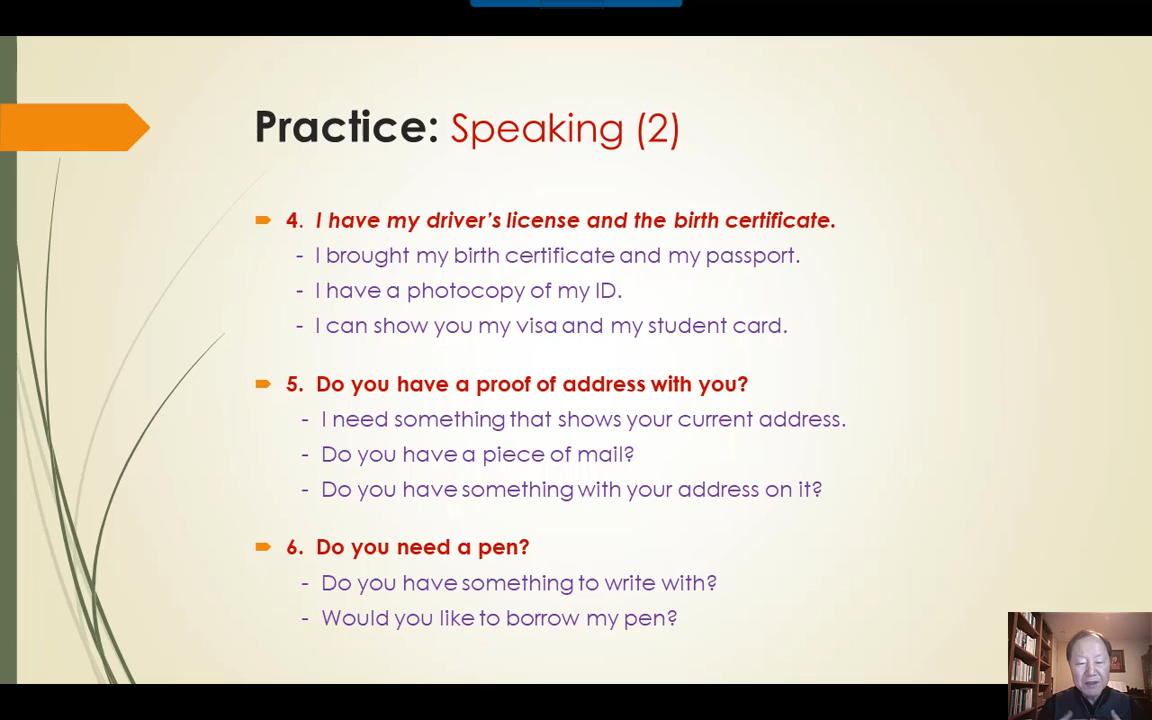 Practice: Speaking (2)
4. I have my driver's license and the birth certificate.
- I brought my birth certificate and my passport.
- I have a photocopy of my ID.
- I can show you my visa and my student card.
5. Do you have a proof of address with you?
- I need something that shows your current address.
- Do you have a piece of mail?
- Do you have something with your address on it?
6. Do you need a pen?
- Do you have something to write with?
- Would you like to borrow my pen?